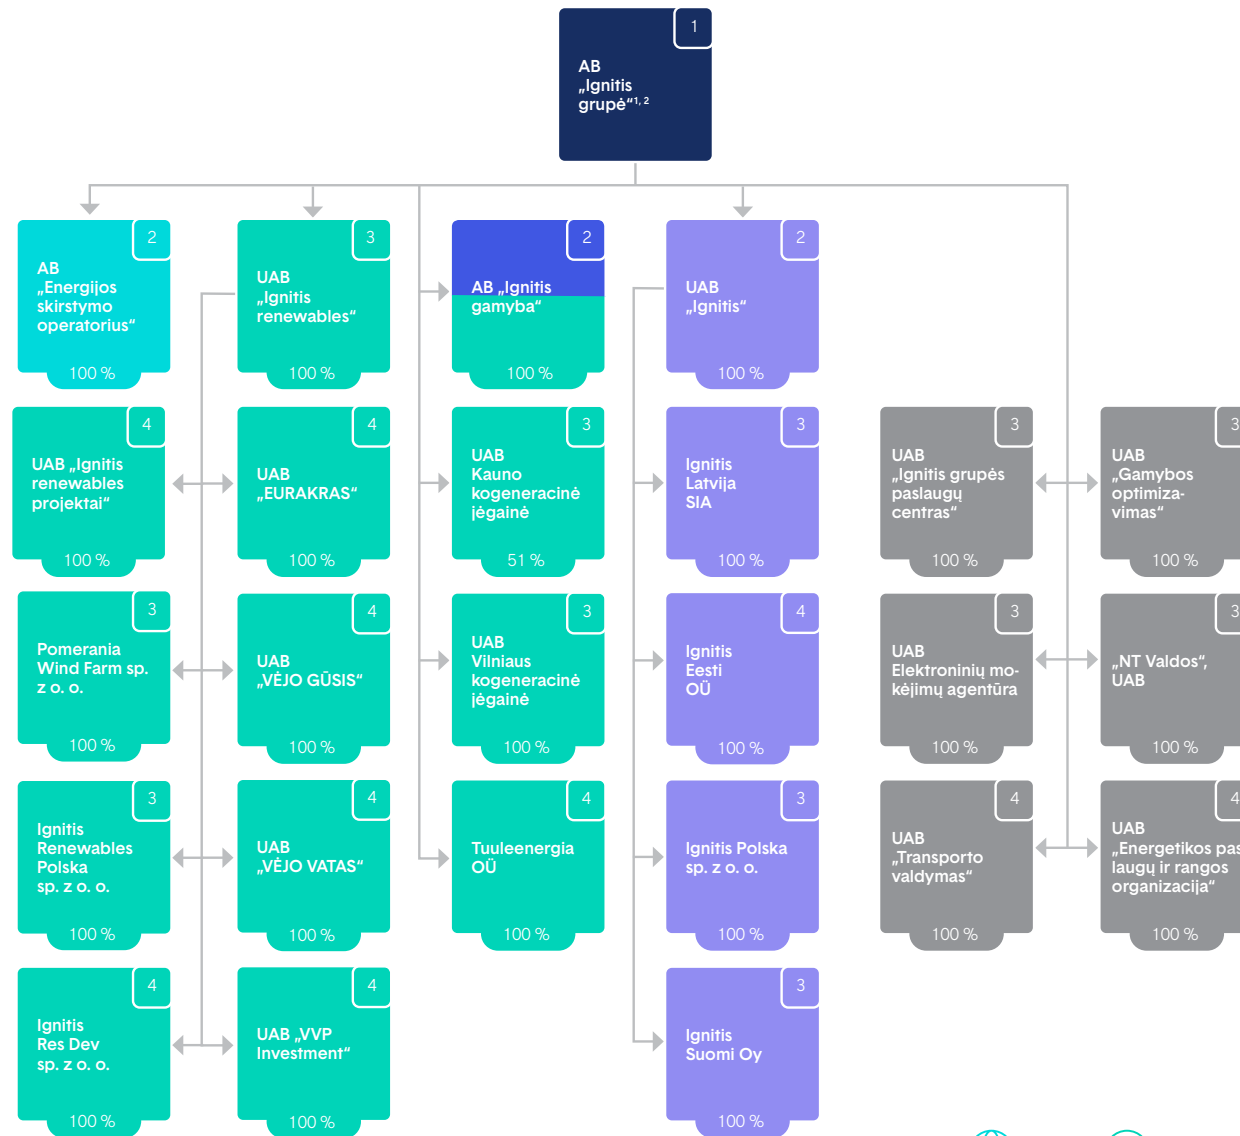 1
AB
„Ignitis
grupė“1, 2
2
AB
„Energijos
skirstymo
operatorius“
100 %
3
UAB
„Ignitis
renewables“
100 %
2
AB „Ignitis
gamyba“
100 %
2
UAB
„Ignitis“
100 %
4
UAB „Ignitis
renewables
projektai“
100 %
4
UAB
„EURAKRAS“
100 %
3
UAB
Kauno
kogeneracinė
jėgainė
51 %
3
Ignitis
Latvija
SIA
100 %
3
UAB
„Ignitis grupės
paslaugų
centras“
100 %
3
UAB
„Gamybos
optimiza-
vimas“
100 %
3
Pomerania
Wind Farm sp.
z o. o.
100 %
4
UAB
„VĖJO GŪSIS“
100 %
3
UAB
Vilniaus
kogeneracinė
jėgainė
100 %
4
Ignitis
Eesti
OÜ
100 %
3
UAB
Elektroninių mo-
kėjimų agentūra
100 %
3
„NT Valdos“,
UAB
100 %
3
Ignitis
Renewables
Polska
sp. z o. o.
100 %
4
UAB
„VĖJO VATAS“
100 %
4
Tuuleenergia
OÜ
100 %
3
Ignitis Polska
sp. z o. o.
100 %
4
UAB
„Transporto
valdymas“
100 %
4
UAB
„Energetikos pas
laugų ir rangos
organizacija“
100 %
4
Ignitis
Res Dev
sp. z o. o.
100 %
4
UAB „VVP
Investment“
100 %
3
Ignitis
Suomi Oy
100 %